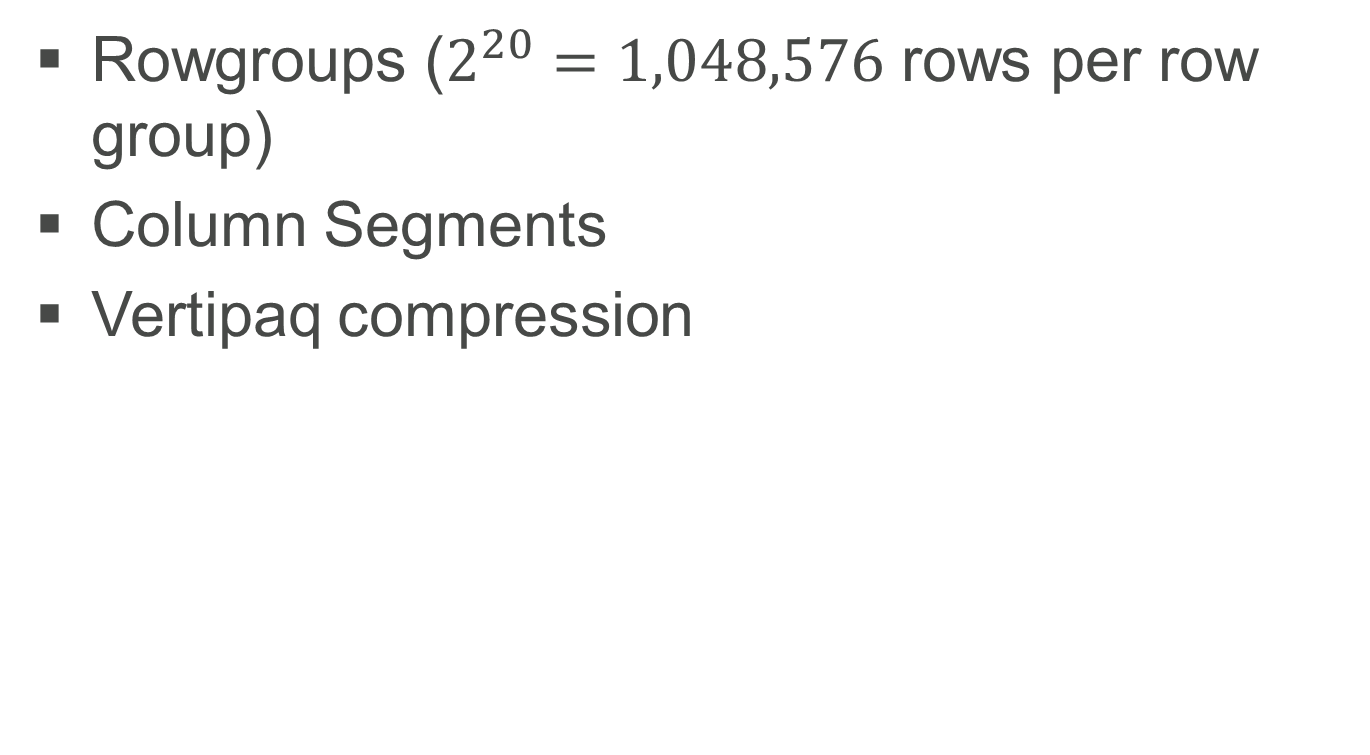 ▪ Rowgroups (2²⁰ = 1,048,576 rows per row
group)
▪ Column Segments
▪ Vertipaq compression